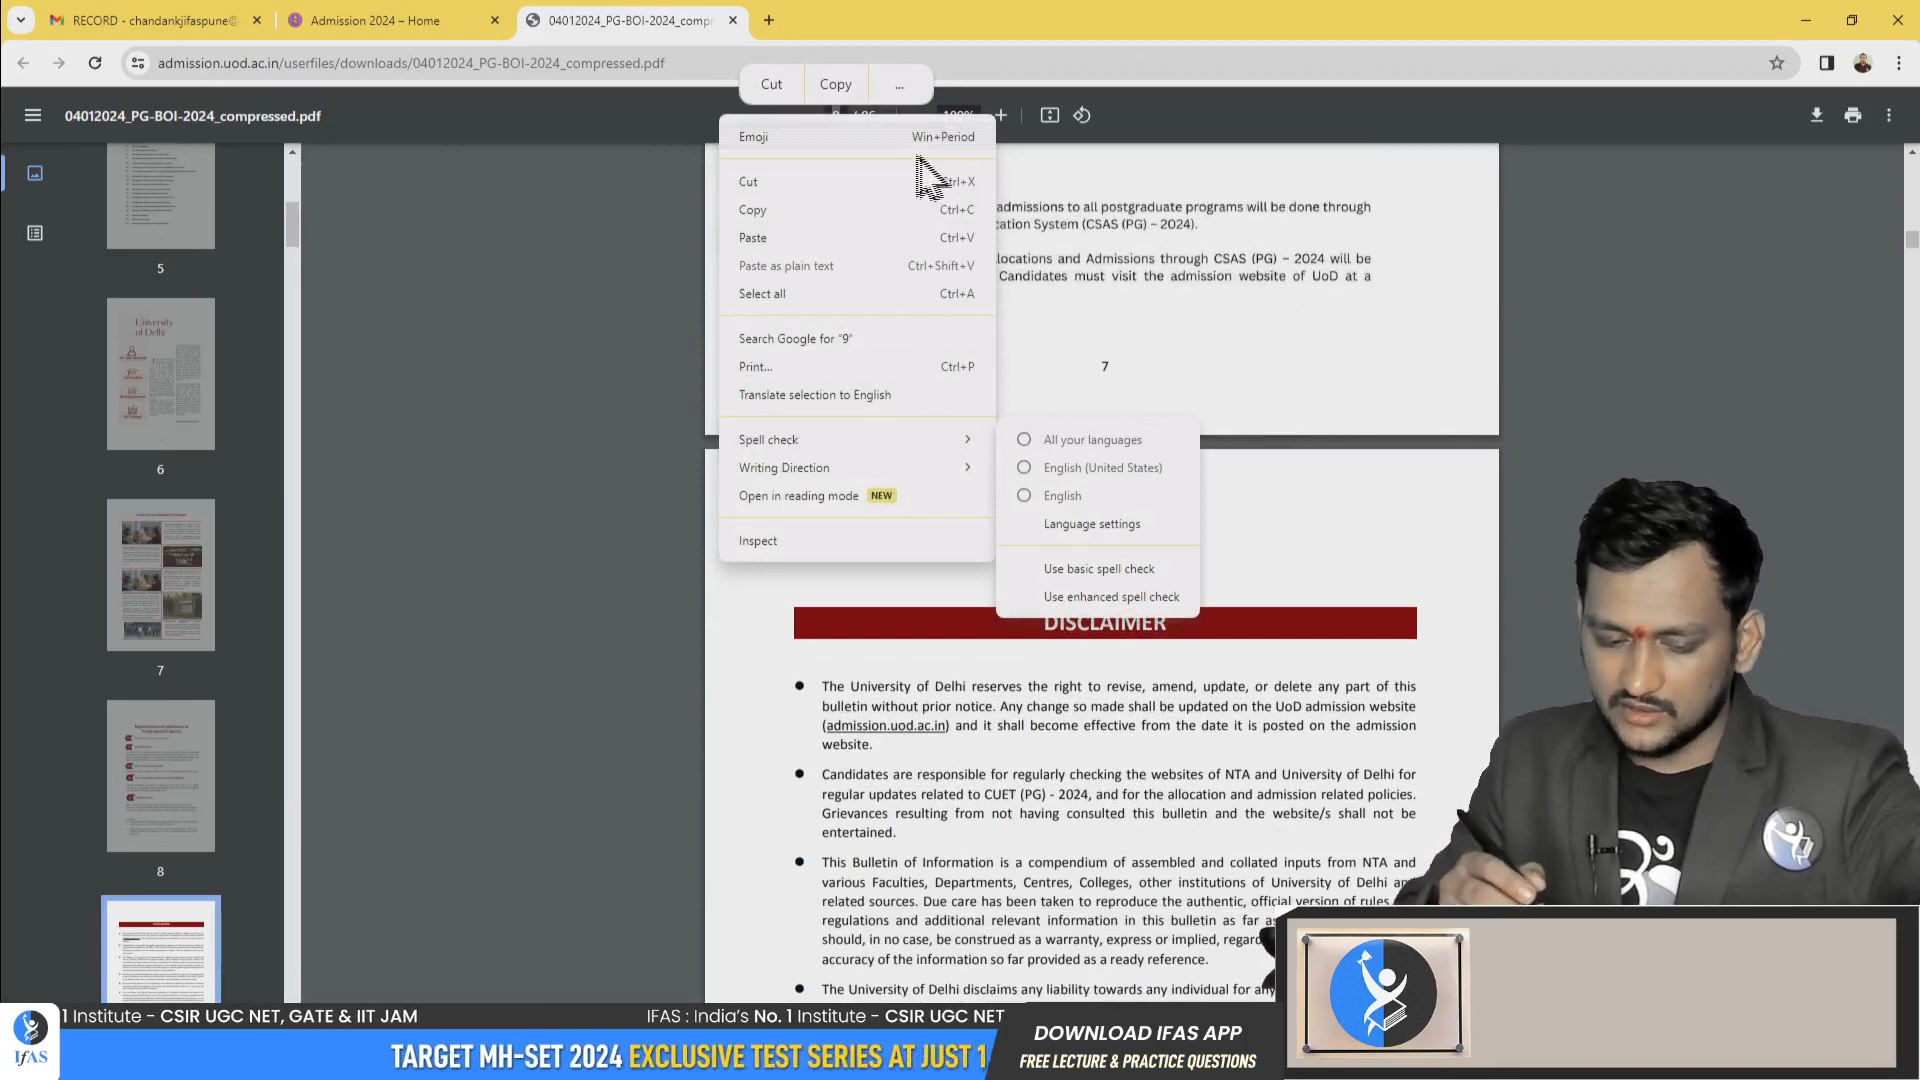 RECORD - chandankjifaspune@
Admission 2024 – Home
04012024_PG-BOI-2024_comp
admission.uod.ac.in/userfiles/downloads/04012024_PG-BOI-2024_compressed.pdf
04012024_PG-BOI-2024_compressed.pdf
Cut
Copy
...
Emoji Win+Period
Cut Ctrl+X
Copy Ctrl+C
Paste Ctrl+V
Paste as plain text Ctrl+Shift+V
Select all Ctrl+A
Search Google for "9"
Print... Ctrl+P
Translate selection to English
Spell check
Writing Direction
Open in reading mode NEW
Inspect
All your languages
English (United States)
English
Language settings
Use basic spell check
Use enhanced spell check
5
University
of Delhi
6
7
8
admissions to all postgraduate programs will be done through
cation System (CSAS (PG) – 2024).
locations and Admissions through CSAS (PG) – 2024 will be
Candidates must visit the admission website of UoD at a
7
DISCLAIMER
● The University of Delhi reserves the right to revise, amend, update, or delete any part of this
bulletin without prior notice. Any change so made shall be updated on the UoD admission website
(admission.uod.ac.in) and it shall become effective from the date it is posted on the admission
website.
● Candidates are responsible for regularly checking the websites of NTA and University of Delhi for
regular updates related to CUET (PG) - 2024, and for the allocation and admission related policies.
Grievances resulting from not having consulted this bulletin and the website/s shall not be
entertained.
● This Bulletin of Information is a compendium of assembled and collated inputs from NTA and
various Faculties, Departments, Centres, Colleges, other institutions of University of Delhi and
related sources. Due care has been taken to reproduce the authentic, official version of rules
regulations and additional relevant information in this bulletin as far as
should, in no case, be construed as a warranty, express or implied, regard
accuracy of the information so far provided as a ready reference.
● The University of Delhi disclaims any liability towards any individual for any
1 Institute - CSIR UGC NET, GATE & IIT JAM
IFAS : India's No. 1 Institute - CSIR UGC NET
IfAS
TARGET MH-SET 2024 EXCLUSIVE TEST SERIES AT JUST 1
DOWNLOAD IFAS APP
FREE LECTURE & PRACTICE QUESTIONS